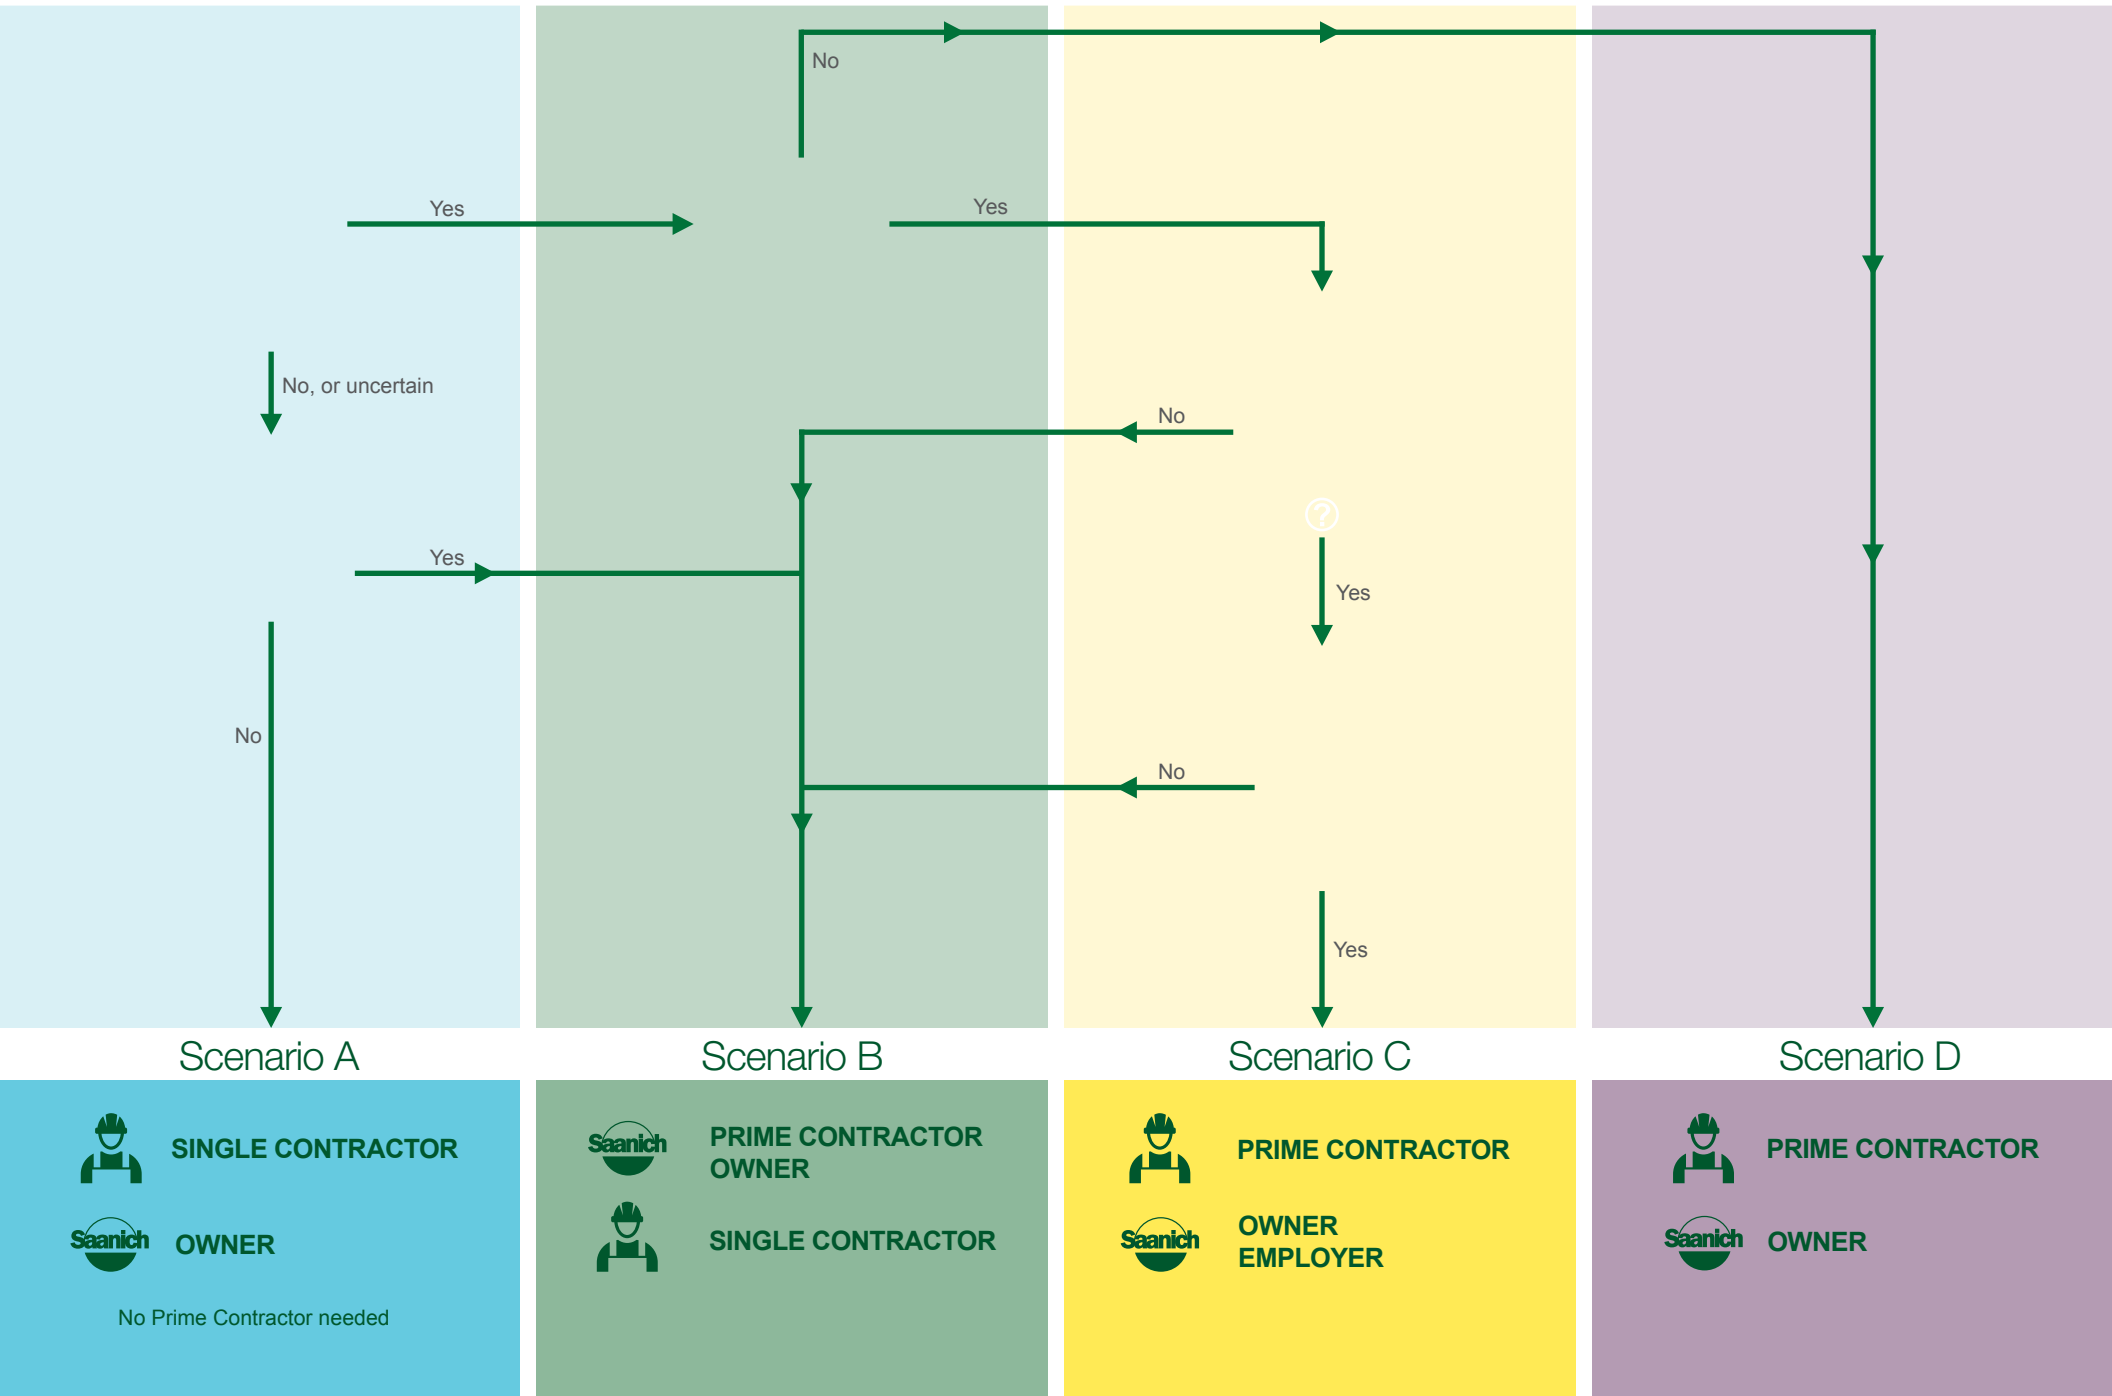 No
Yes
Yes
No, or uncertain
No
?
Yes
Yes
No
No
Yes
Scenario A
Scenario B
Scenario C
Scenario D
SINGLE CONTRACTOR
Saanich
OWNER
No Prime Contractor needed
Saanich
PRIME CONTRACTOR
OWNER
SINGLE CONTRACTOR
PRIME CONTRACTOR
Saanich
OWNER
EMPLOYER
PRIME CONTRACTOR
Saanich
OWNER